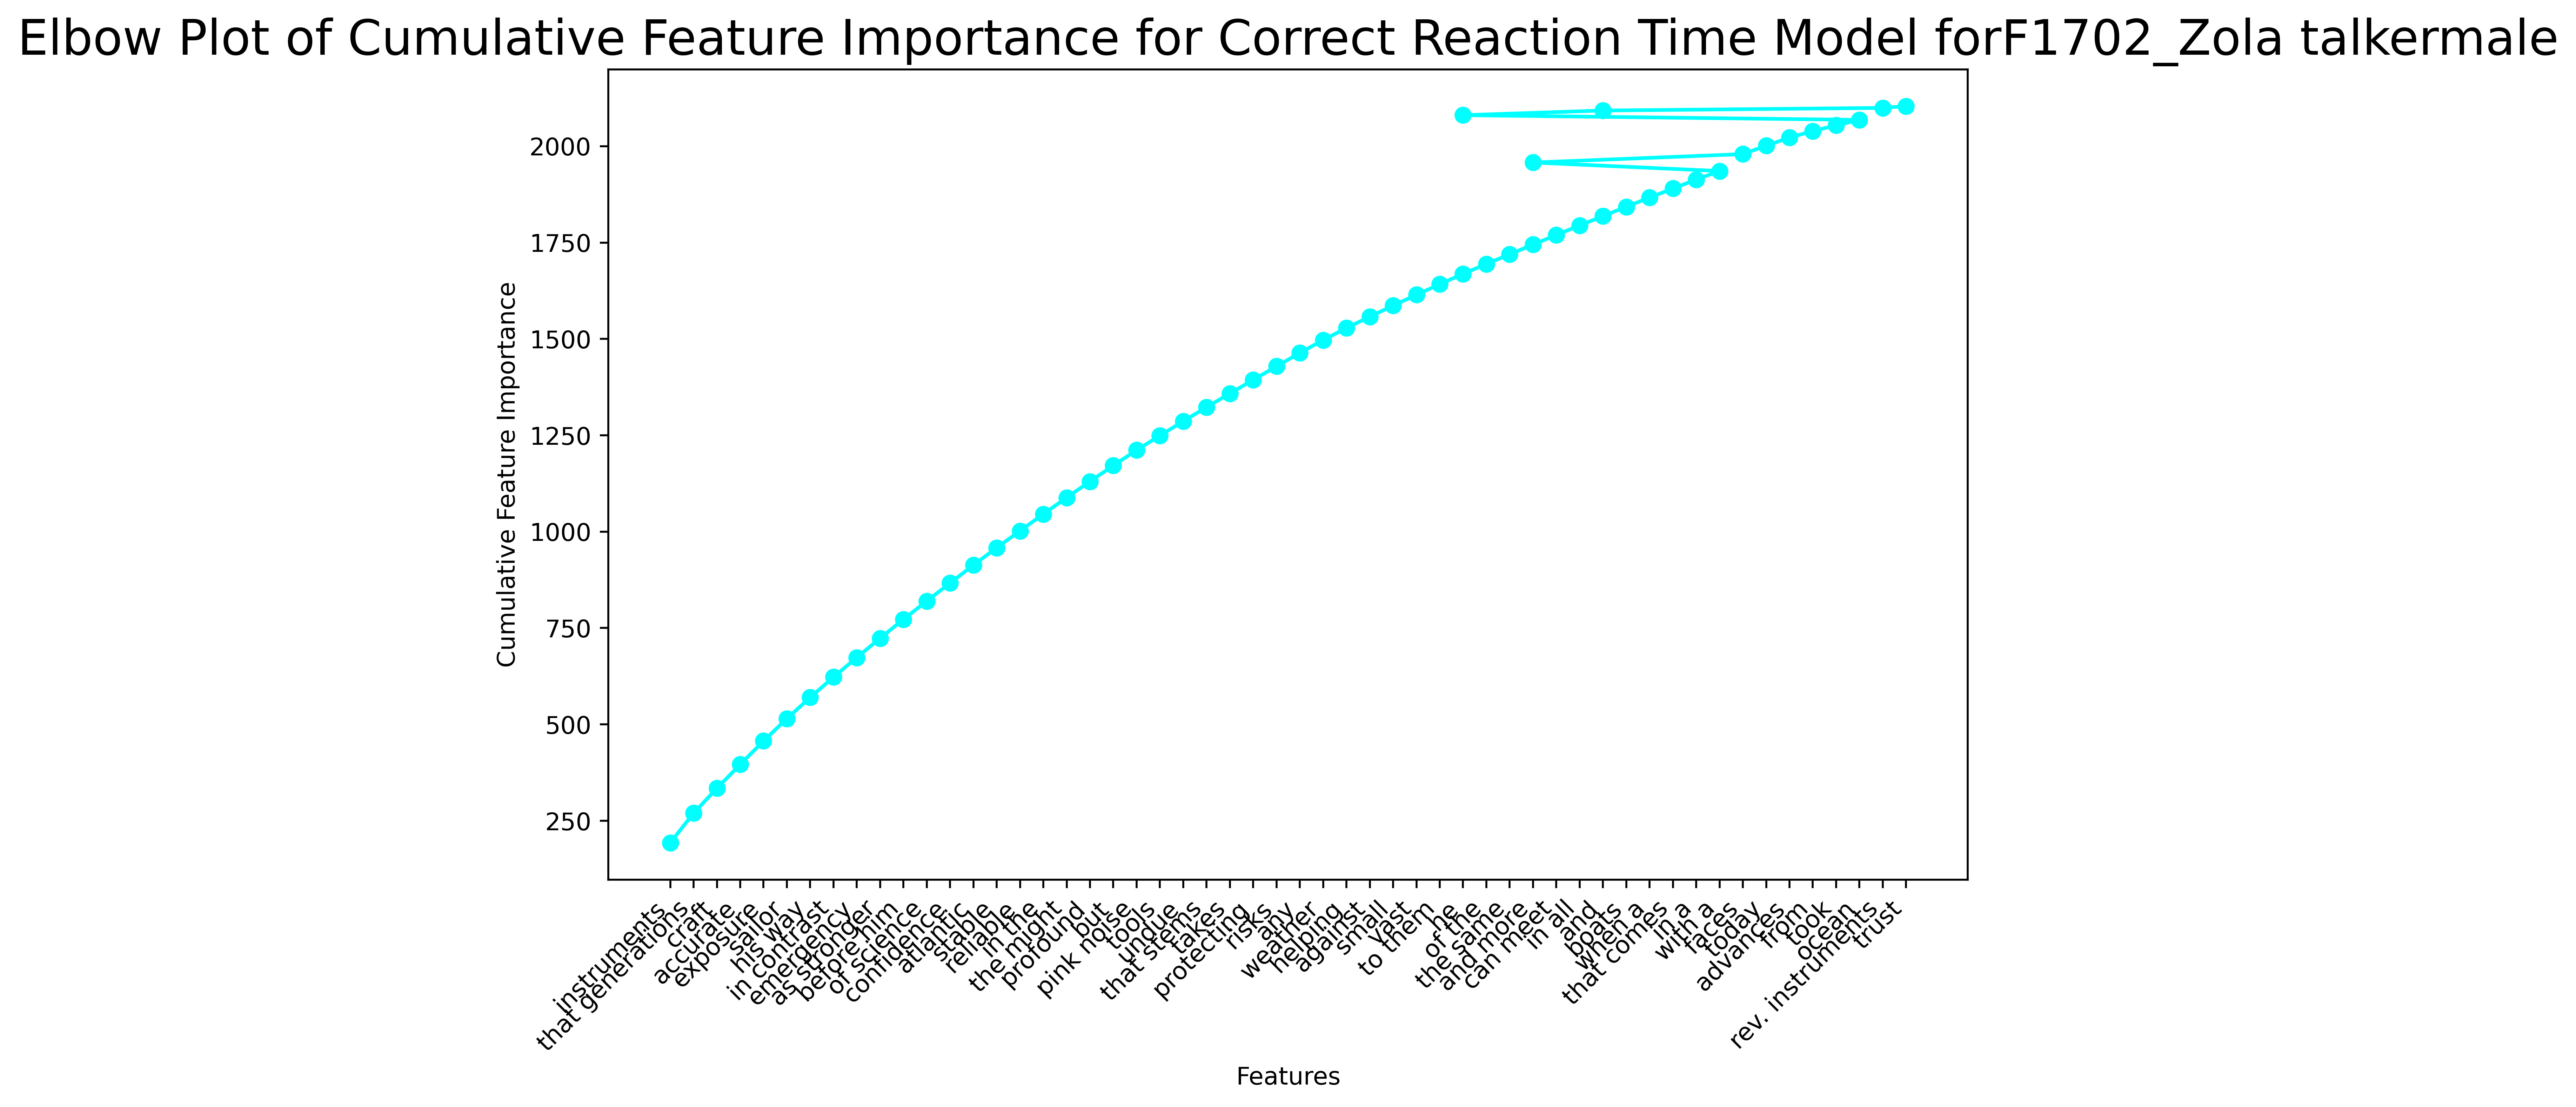 Elbow Plot of Cumulative Feature Importance for Correct Reaction Time Model forF1702_Zola talkermale
Cumulative Feature Importance
2000
1750
1500
1250
1000
750
500
250
instruments
that generations
craft
accurate
exposure
sailor
his way
in contrast
emergency
as stronger
before him
of science
confidence
atlantic
stable
reliable
in the
the might
profound
but
pink noise
tools
undue
that stems
takes
protecting
risks
any
weather
helping
against
small
vast
to them
he
of the
the same
and more
can meet
in all
and
boats
when a
that comes
in a
with a
faces
today
advances
from
took
ocean
rev. instruments
trust
Features